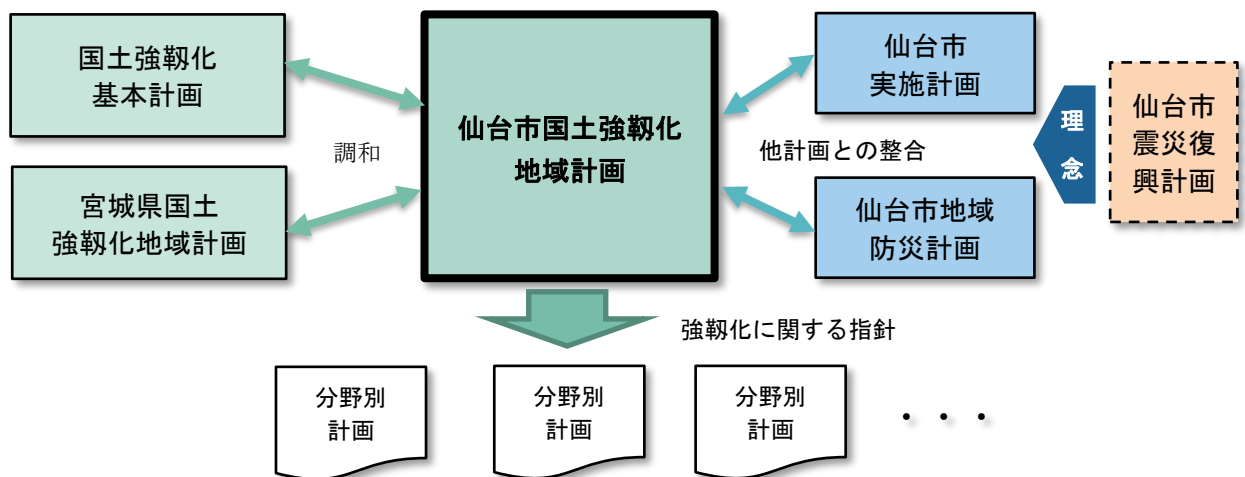 国土強靱化
基本計画
宮城県国土
強靱化地域計画
調和
仙台市国土強靱化
地域計画
他計画との整合
仙台市
実施計画
仙台市地域
防災計画
理
念
仙台市
震災復
興計画
強靱化に関する指針
分野別
計画
分野別
計画
分野別
計画
・・・